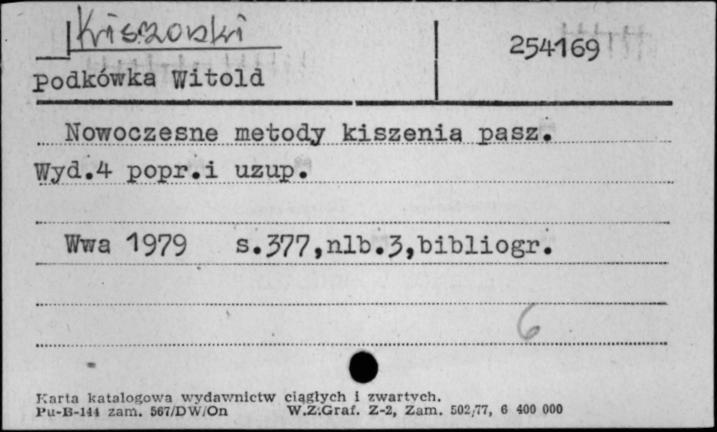 Kiszonki
254169
Podkówka Witold
Nowoczesne metody kiszenia pasz.
Wyd.4 popr.i uzup.
Wwa 1979 s.377,nlb.3,bibliogr.
6
Karta katalogowa wydawnictw ciągłych i zwartych.
Pu-B-144 zam. 567/DW/On W.Z.Graf. Z-2, Zam. 502/77, 6 400 000